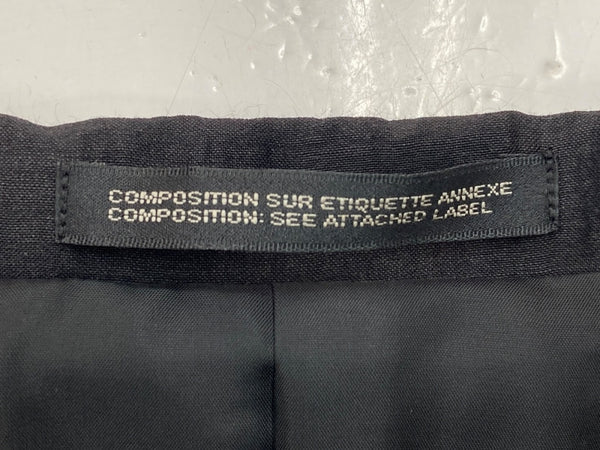 COMPOSITION SUR ETIQUETTE ANNEXE
COMPOSITION: SEE ATTACHED LABEL